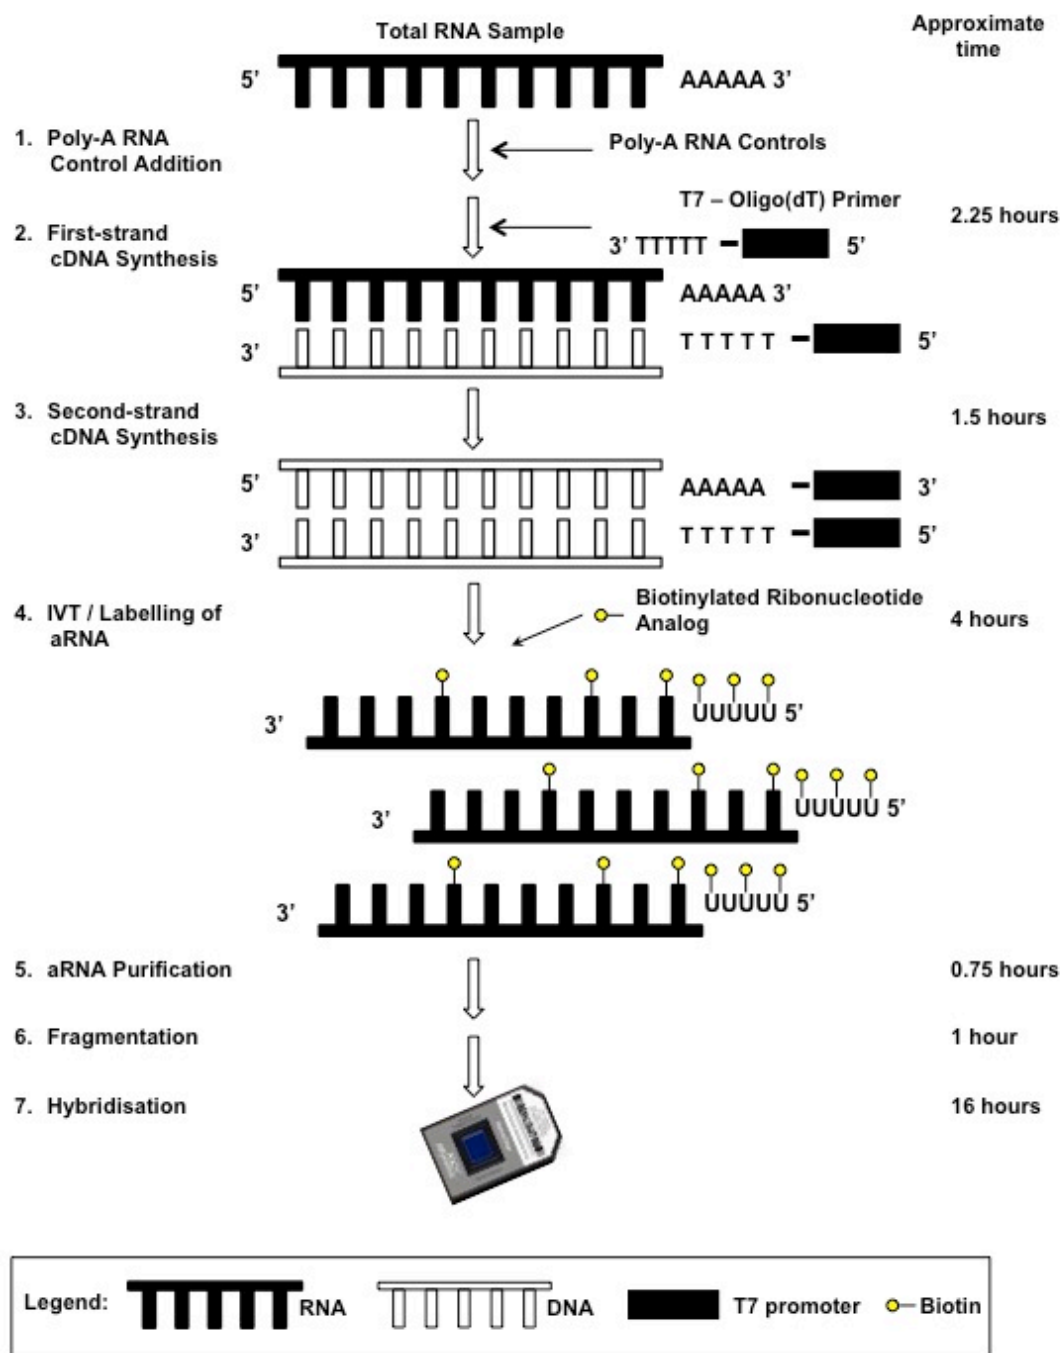 Total RNA Sample
Approximate
time
5’
AAAAA 3’
1. Poly-A RNA
Control Addition
Poly-A RNA Controls
T7 – Oligo(dT) Primer
2.25 hours
2. First-strand
cDNA Synthesis
3’ TTTTT
5’
5’
AAAAA 3’
3’
T T T T T
5’
3. Second-strand
cDNA Synthesis
1.5 hours
5’
AAAAA
3’
3’
T T T T T
5’
4. IVT / Labelling of
aRNA
Biotinylated Ribonucleotide
Analog
4 hours
3’
UUUUU 5’
3’
UUUUU 5’
3’
UUUUU 5’
5. aRNA Purification
0.75 hours
6. Fragmentation
1 hour
7. Hybridisation
16 hours
Legend:
RNA
DNA
T7 promoter
Biotin